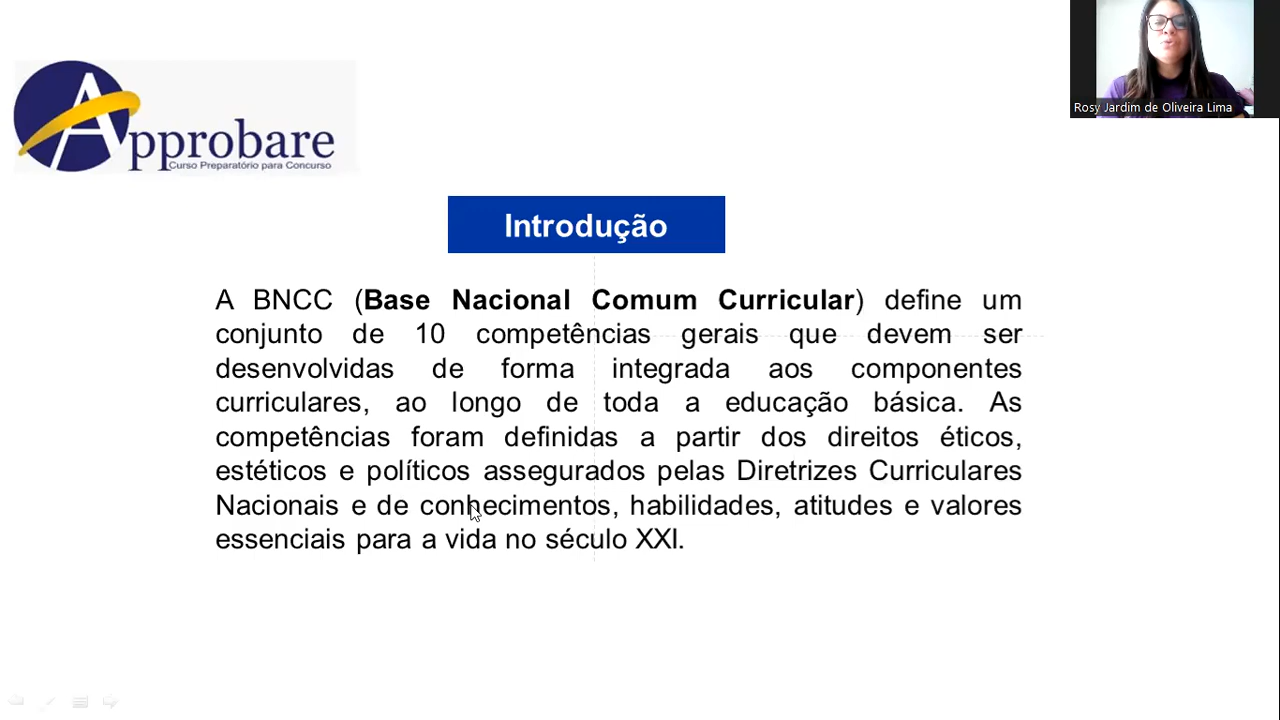 Approbare
Curso Preparatório para Concurso
Rosy Jardim de Oliveira Lima
Introdução
A BNCC (Base Nacional Comum Curricular) define um
conjunto de 10 competências gerais que devem ser
desenvolvidas de forma integrada aos componentes
curriculares, ao longo de toda a educação básica. As
competências foram definidas a partir dos direitos éticos,
estéticos e políticos assegurados pelas Diretrizes Curriculares
Nacionais e de conhecimentos, habilidades, atitudes e valores
essenciais para a vida no século XXI.